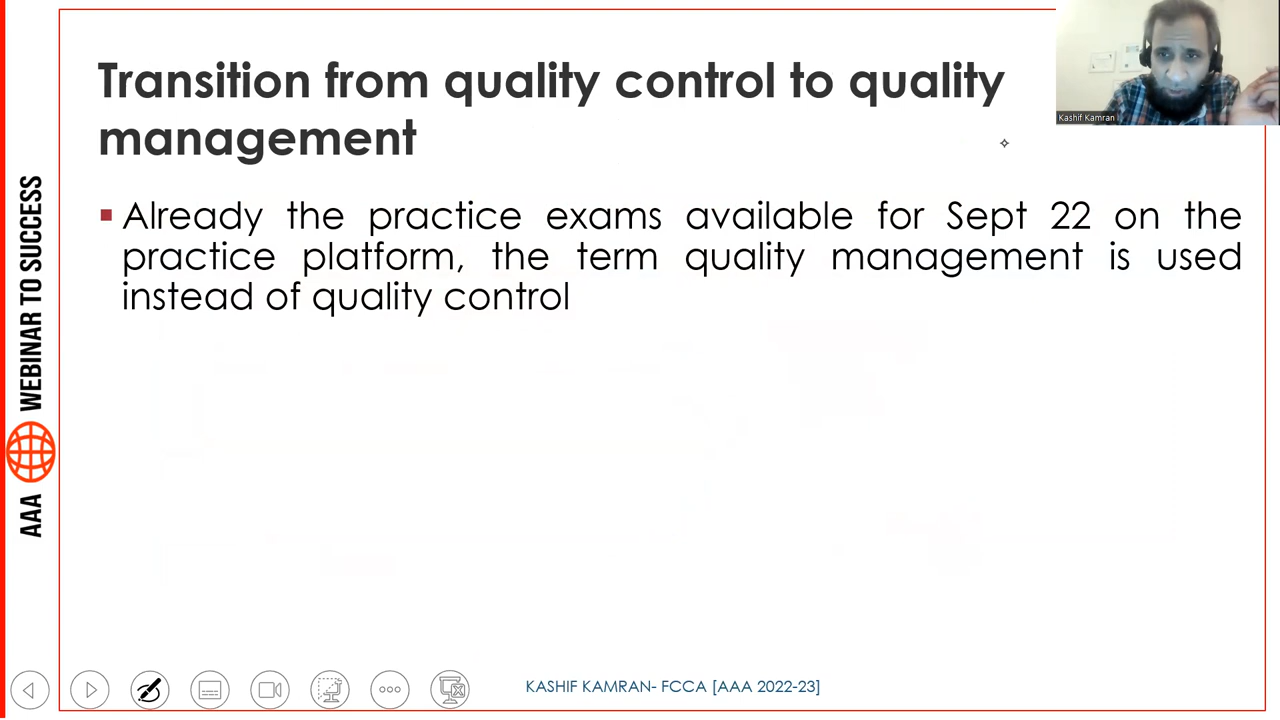 Transition from quality control to quality
management
Kashif Kamran
Already the practice exams available for Sept 22 on the
practice platform, the term quality management is used
instead of quality control
AAA WEBINAR TO SUCCESS
KASHIF KAMRAN- FCCA [AAA 2022-23]